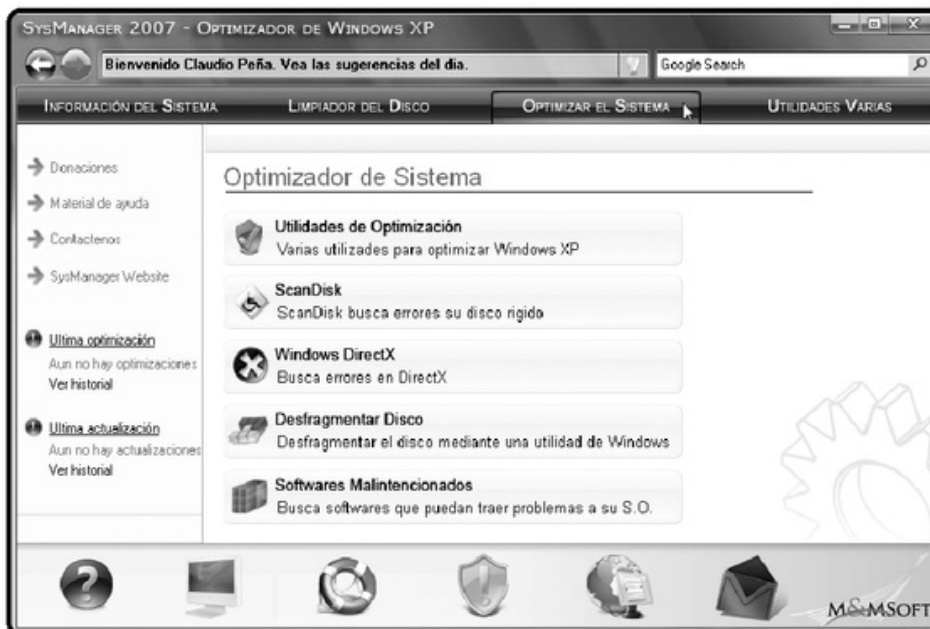 SysManager 2007 - Optimizador de Windows XP
Bienvenido Claudio Peña. Vea las sugerencias del dia.
Google Search
Información del Sistema
Limpiador del Disco
Optimizar el Sistema
Utilidades Varias
Donaciones
Material de ayuda
Contactenos
SysManager Website
Ultima optimización
Aun no hay optimizaciones
Ver historial
Ultima actualización
Aun no hay actualizaciones
Ver historial
Optimizador de Sistema
Utilidades de Optimización
Varias utilizades para optimizar Windows XP
ScanDisk
ScanDisk busca errores su disco rigido
Windows DirectX
Busca errores en DirectX
Desfragmentar Disco
Desfragmentar el disco mediante una utilidad de Windows
Softwares Malintencionados
Busca softwares que puedan traer problemas a su S.O.
M&MSoft